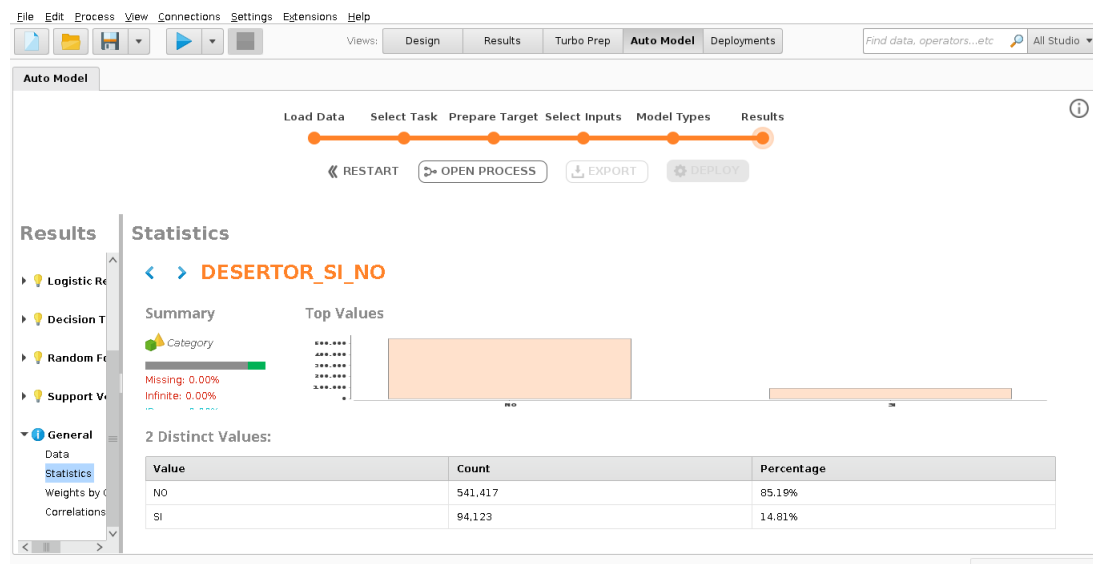 File Edit Process View Connections Settings Extensions Help
Views: Design Results Turbo Prep Auto Model Deployments Find data, operators...etc All Studio
Auto Model
Load Data Select Task Prepare Target Select Inputs Model Types Results
RESTART OPEN PROCESS EXPORT DEPLOY
Results Statistics
DESERTOR_SI_NO
Logistic Re
Decision T
Random Fo
Support Ve
General
Data
Statistics
Weights by C
Correlations
Summary
Category
Missing: 0.00%
Infinite: 0.00%
Top Values
NO SI
2 Distinct Values:
Value Count Percentage
NO 541,417 85.19%
SI 94,123 14.81%